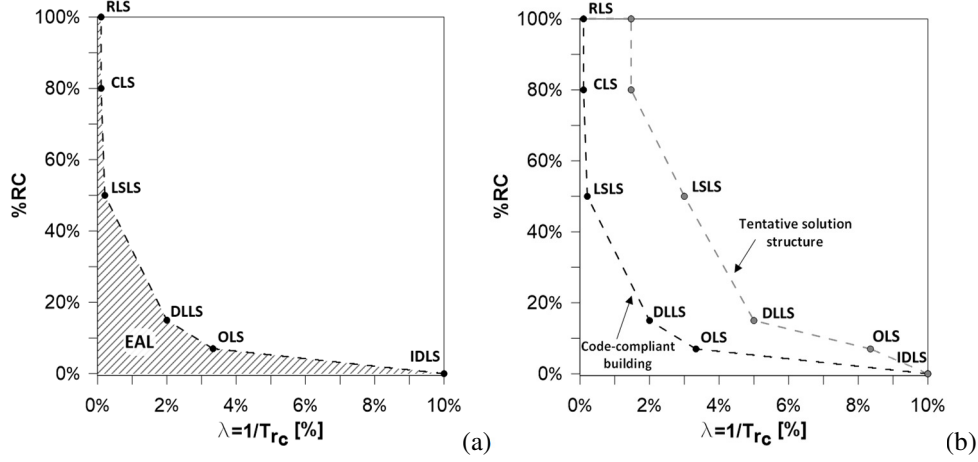 RLS
100%
CLS
80%
60%
%RC
LSLS
40%
20%
DLLS
OLS
EAL
IDLS
0%
0% 2% 4% 6% 8% 10%
λ=1/Trc [%]
(a)
RLS
100%
CLS
80%
60%
%RC
LSLS
LSLS
40%
Tentative solution
structure
20%
DLLS
DLLS
OLS
OLS
Code-compliant
building
IDLS
0%
0% 2% 4% 6% 8% 10%
λ=1/Trc [%]
(b)